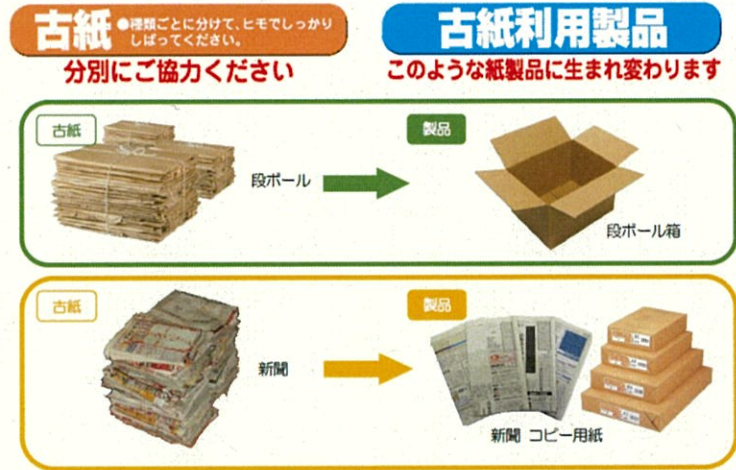 古紙
●種類ごとに分けて、ヒモでしっかり
しばってください。
分別にご協力ください
古紙利用製品
このような紙製品に生まれ変わります
古紙
段ボール
製品
段ボール箱
古紙
新聞
製品
新聞 コピー用紙